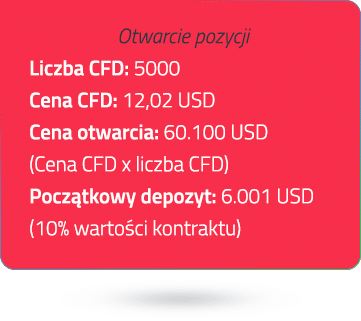 Otwarcie pozycji
Liczba CFD: 5000
Cena CFD: 12,02 USD
Cena otwarcia: 60.100 USD
(Cena CFD x liczba CFD)
Początkowy depozyt: 6.001 USD
(10% wartości kontraktu)